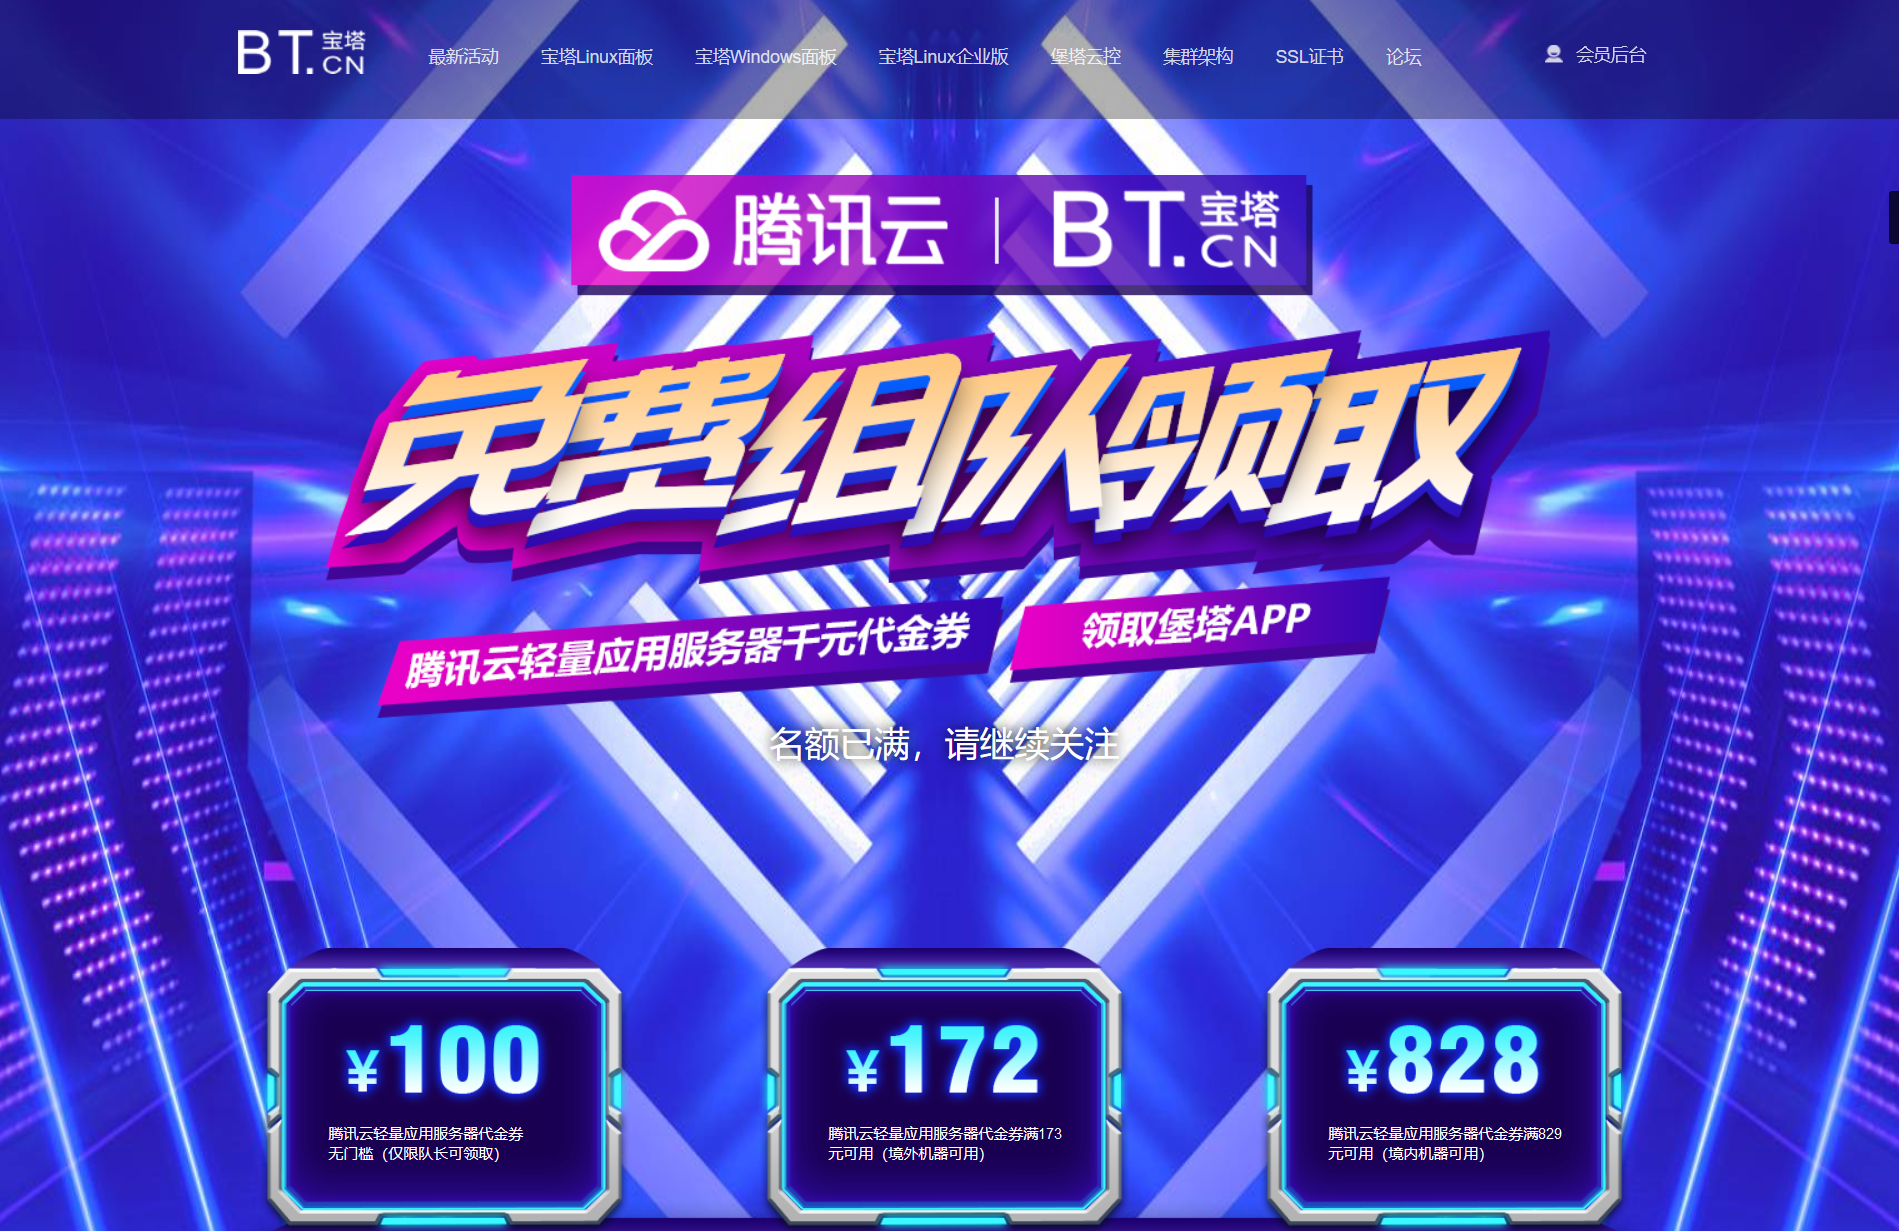 BT.宝塔
CN
最新活动 宝塔Linux面板 宝塔Windows面板 宝塔Linux企业版 堡塔云控 集群架构 SSL证书 论坛 会员后台
腾讯云 | BT.宝塔
CN
免费组队领取
腾讯云轻量应用服务器千元代金券 领取堡塔APP
名额已满，请继续关注
¥100
腾讯云轻量应用服务器代金券
无门槛（仅限队长可领取）
¥172
腾讯云轻量应用服务器代金券满173
元可用（境外机器可用）
¥828
腾讯云轻量应用服务器代金券满829
元可用（境内机器可用）